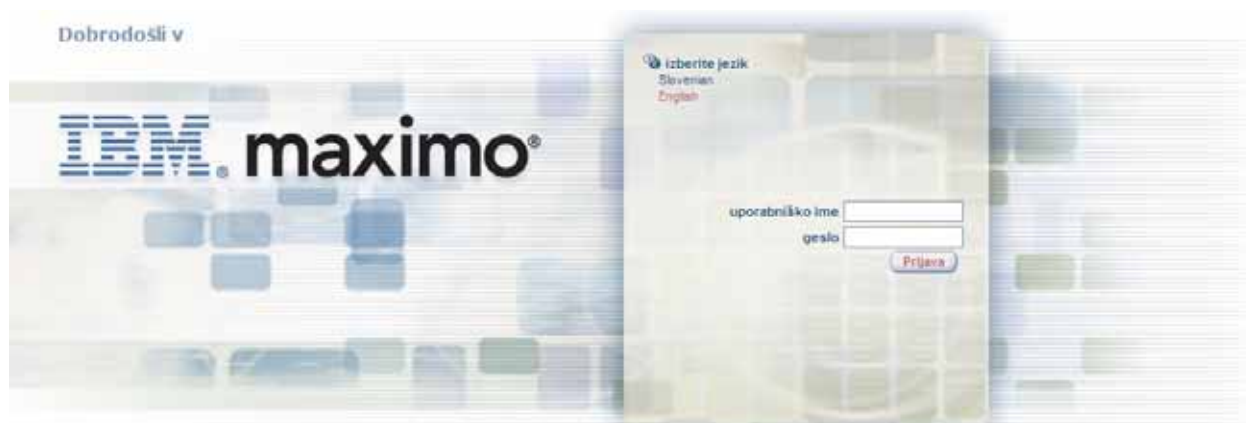 Dobrodošli v
IBM® maximo®
izberite jezik
Slovenian
English
uporabniško ime
geslo
Prijava